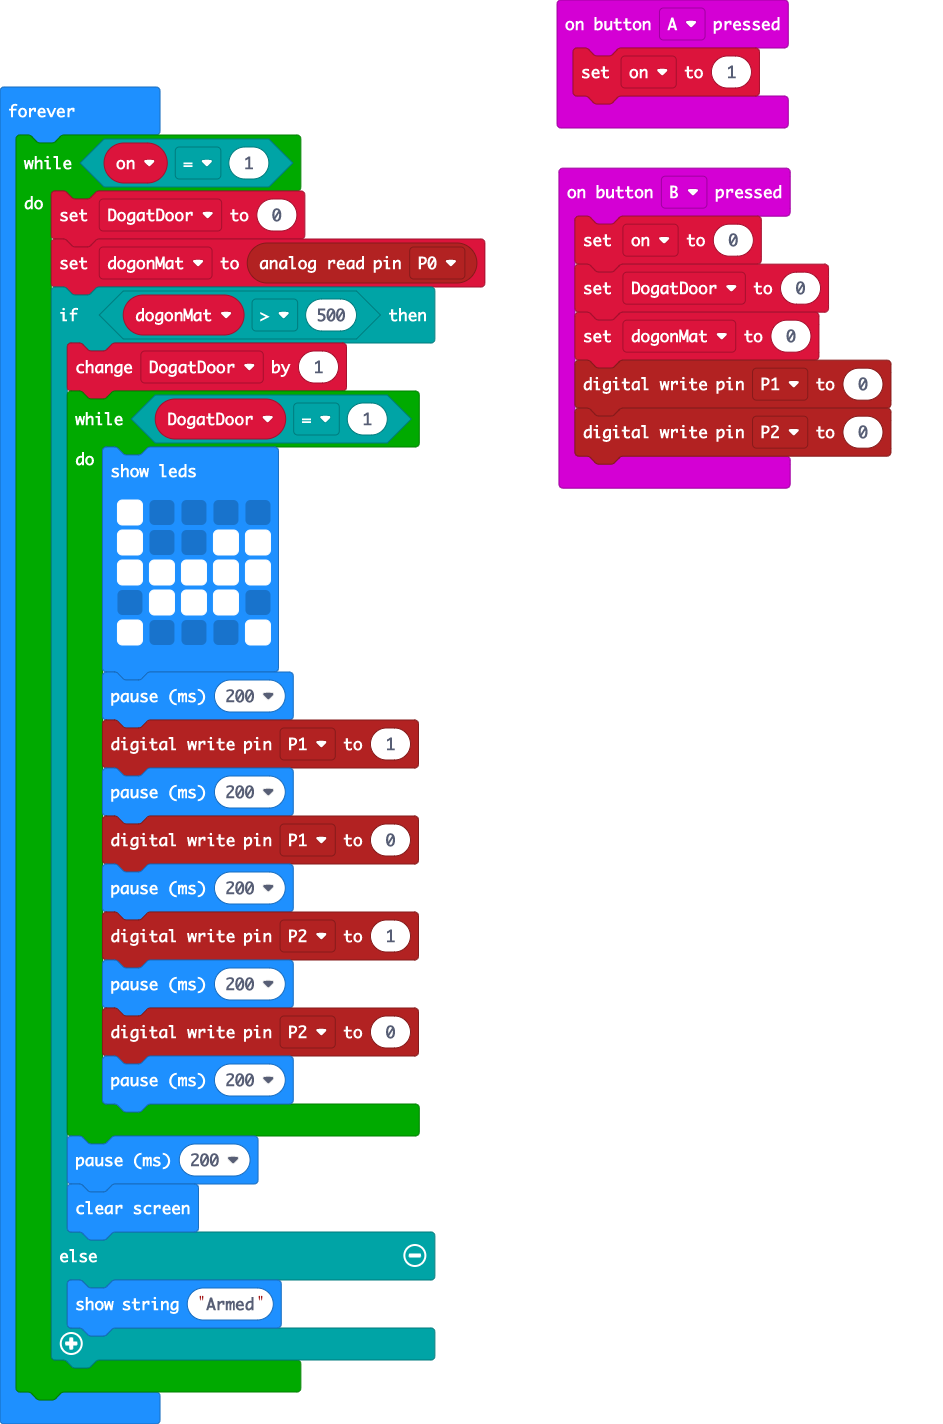 forever
while on = 1
do
set DogatDoor to 0
set dogonMat to analog read pin P0
if dogonMat > 500 then
change DogatDoor by 1
while DogatDoor = 1
do
show leds
pause (ms) 200
digital write pin P1 to 1
pause (ms) 200
digital write pin P1 to 0
pause (ms) 200
digital write pin P2 to 1
pause (ms) 200
digital write pin P2 to 0
pause (ms) 200
pause (ms) 200
clear screen
else
show string "Armed"
on button A pressed
set on to 1
on button B pressed
set on to 0
set DogatDoor to 0
set dogonMat to 0
digital write pin P1 to 0
digital write pin P2 to 0